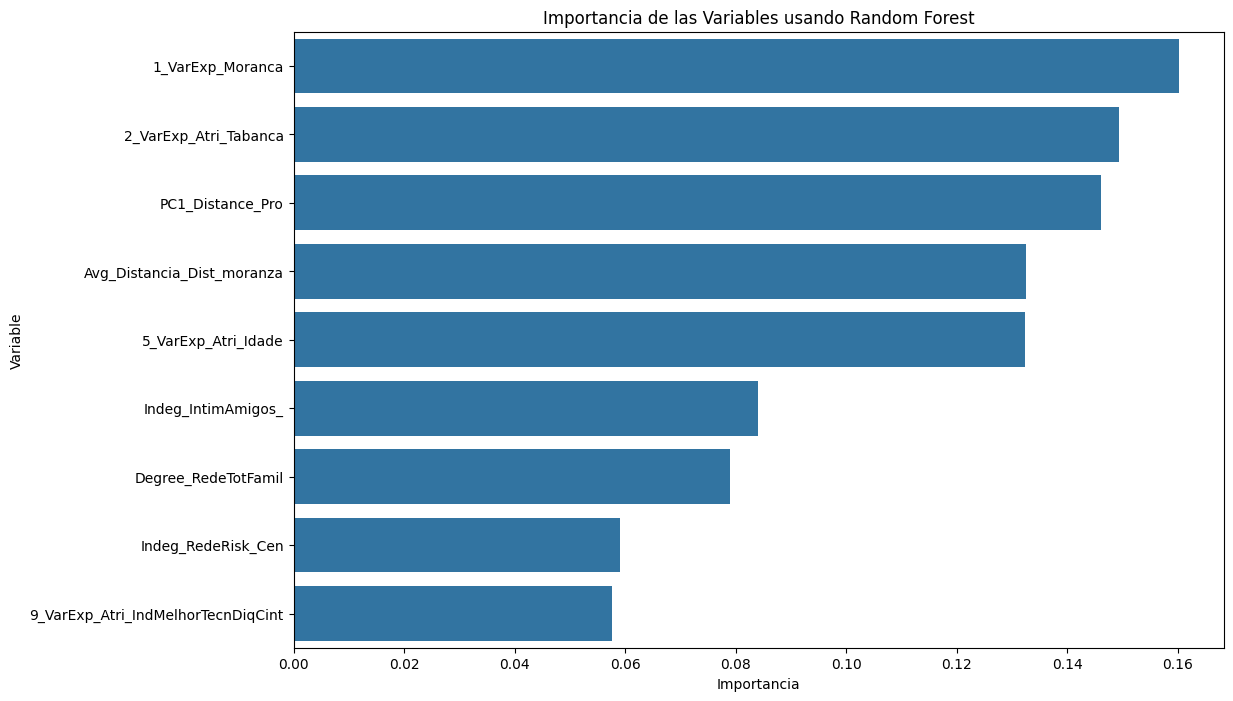 Importancia de las Variables usando Random Forest
1_VarExp_Moranca
2_VarExp_Atri_Tabanca
PC1_Distance_Pro
Avg_Distancia_Dist_moranza
5_VarExp_Atri_Idade
Indeg_IntimAmigos_
Degree_RedeTotFamil
Indeg_RedeRisk_Cen
9_VarExp_Atri_IndMelhorTecnDiqCint
Variable
0.00 0.02 0.04 0.06 0.08 0.10 0.12 0.14 0.16
Importancia